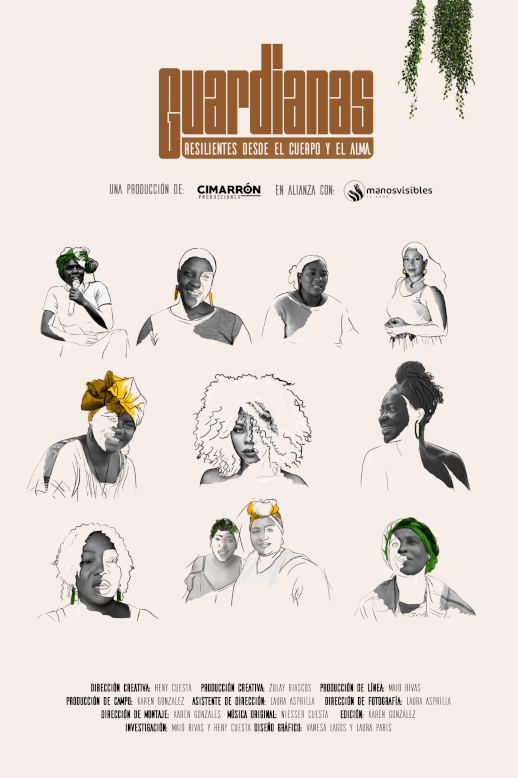 Guardianas
RESILIENTES DESDE EL CUERPO Y EL ALMA.
UNA PRODUCCIÓN DE: CIMARRÓN PRODUCCIONES EN ALIANZA CON: manosvisibles
DIRECCIÓN CREATIVA: HENY CUESTA PRODUCCIÓN CREATIVA: ZULAY RIASCOS PRODUCCIÓN DE LÍNEA: MAJO RIVAS
PRODUCCIÓN DE CAMPO: KAREN GONZALEZ ASISTENTE DE DIRECCIÓN: LAURA ASPRILLA DIRECCIÓN DE FOTOGRAFÍA: LAURA ASPRILLA
DIRECCIÓN DE MONTAJE: KAREN GONZALES MÚSICA ORIGINAL: NIESSER CUESTA EDICIÓN: KAREN GONZÁLEZ
INVESTIGACIÓN: MAJO RIVAS Y HENY CUESTA DISEÑO GRÁFICO: VANESA LAGOS Y LAURA PARÍS